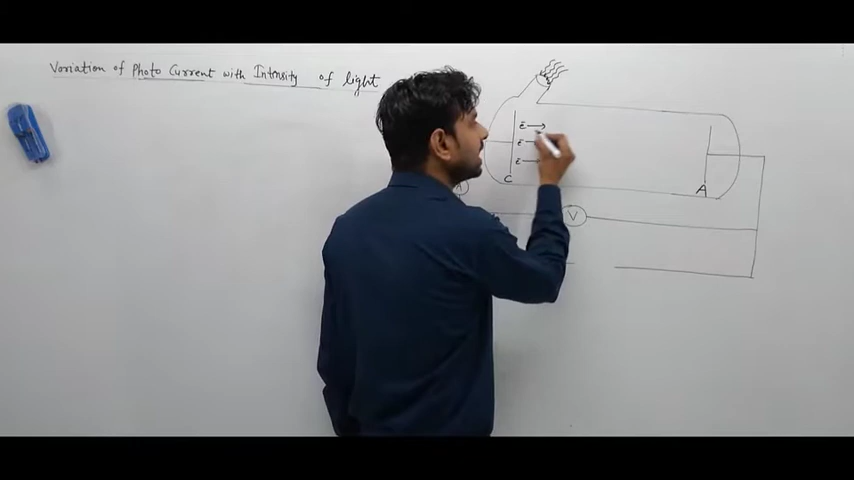 Variation of Photo Current with Intensity of light
ē
ē
ē
C
A
V